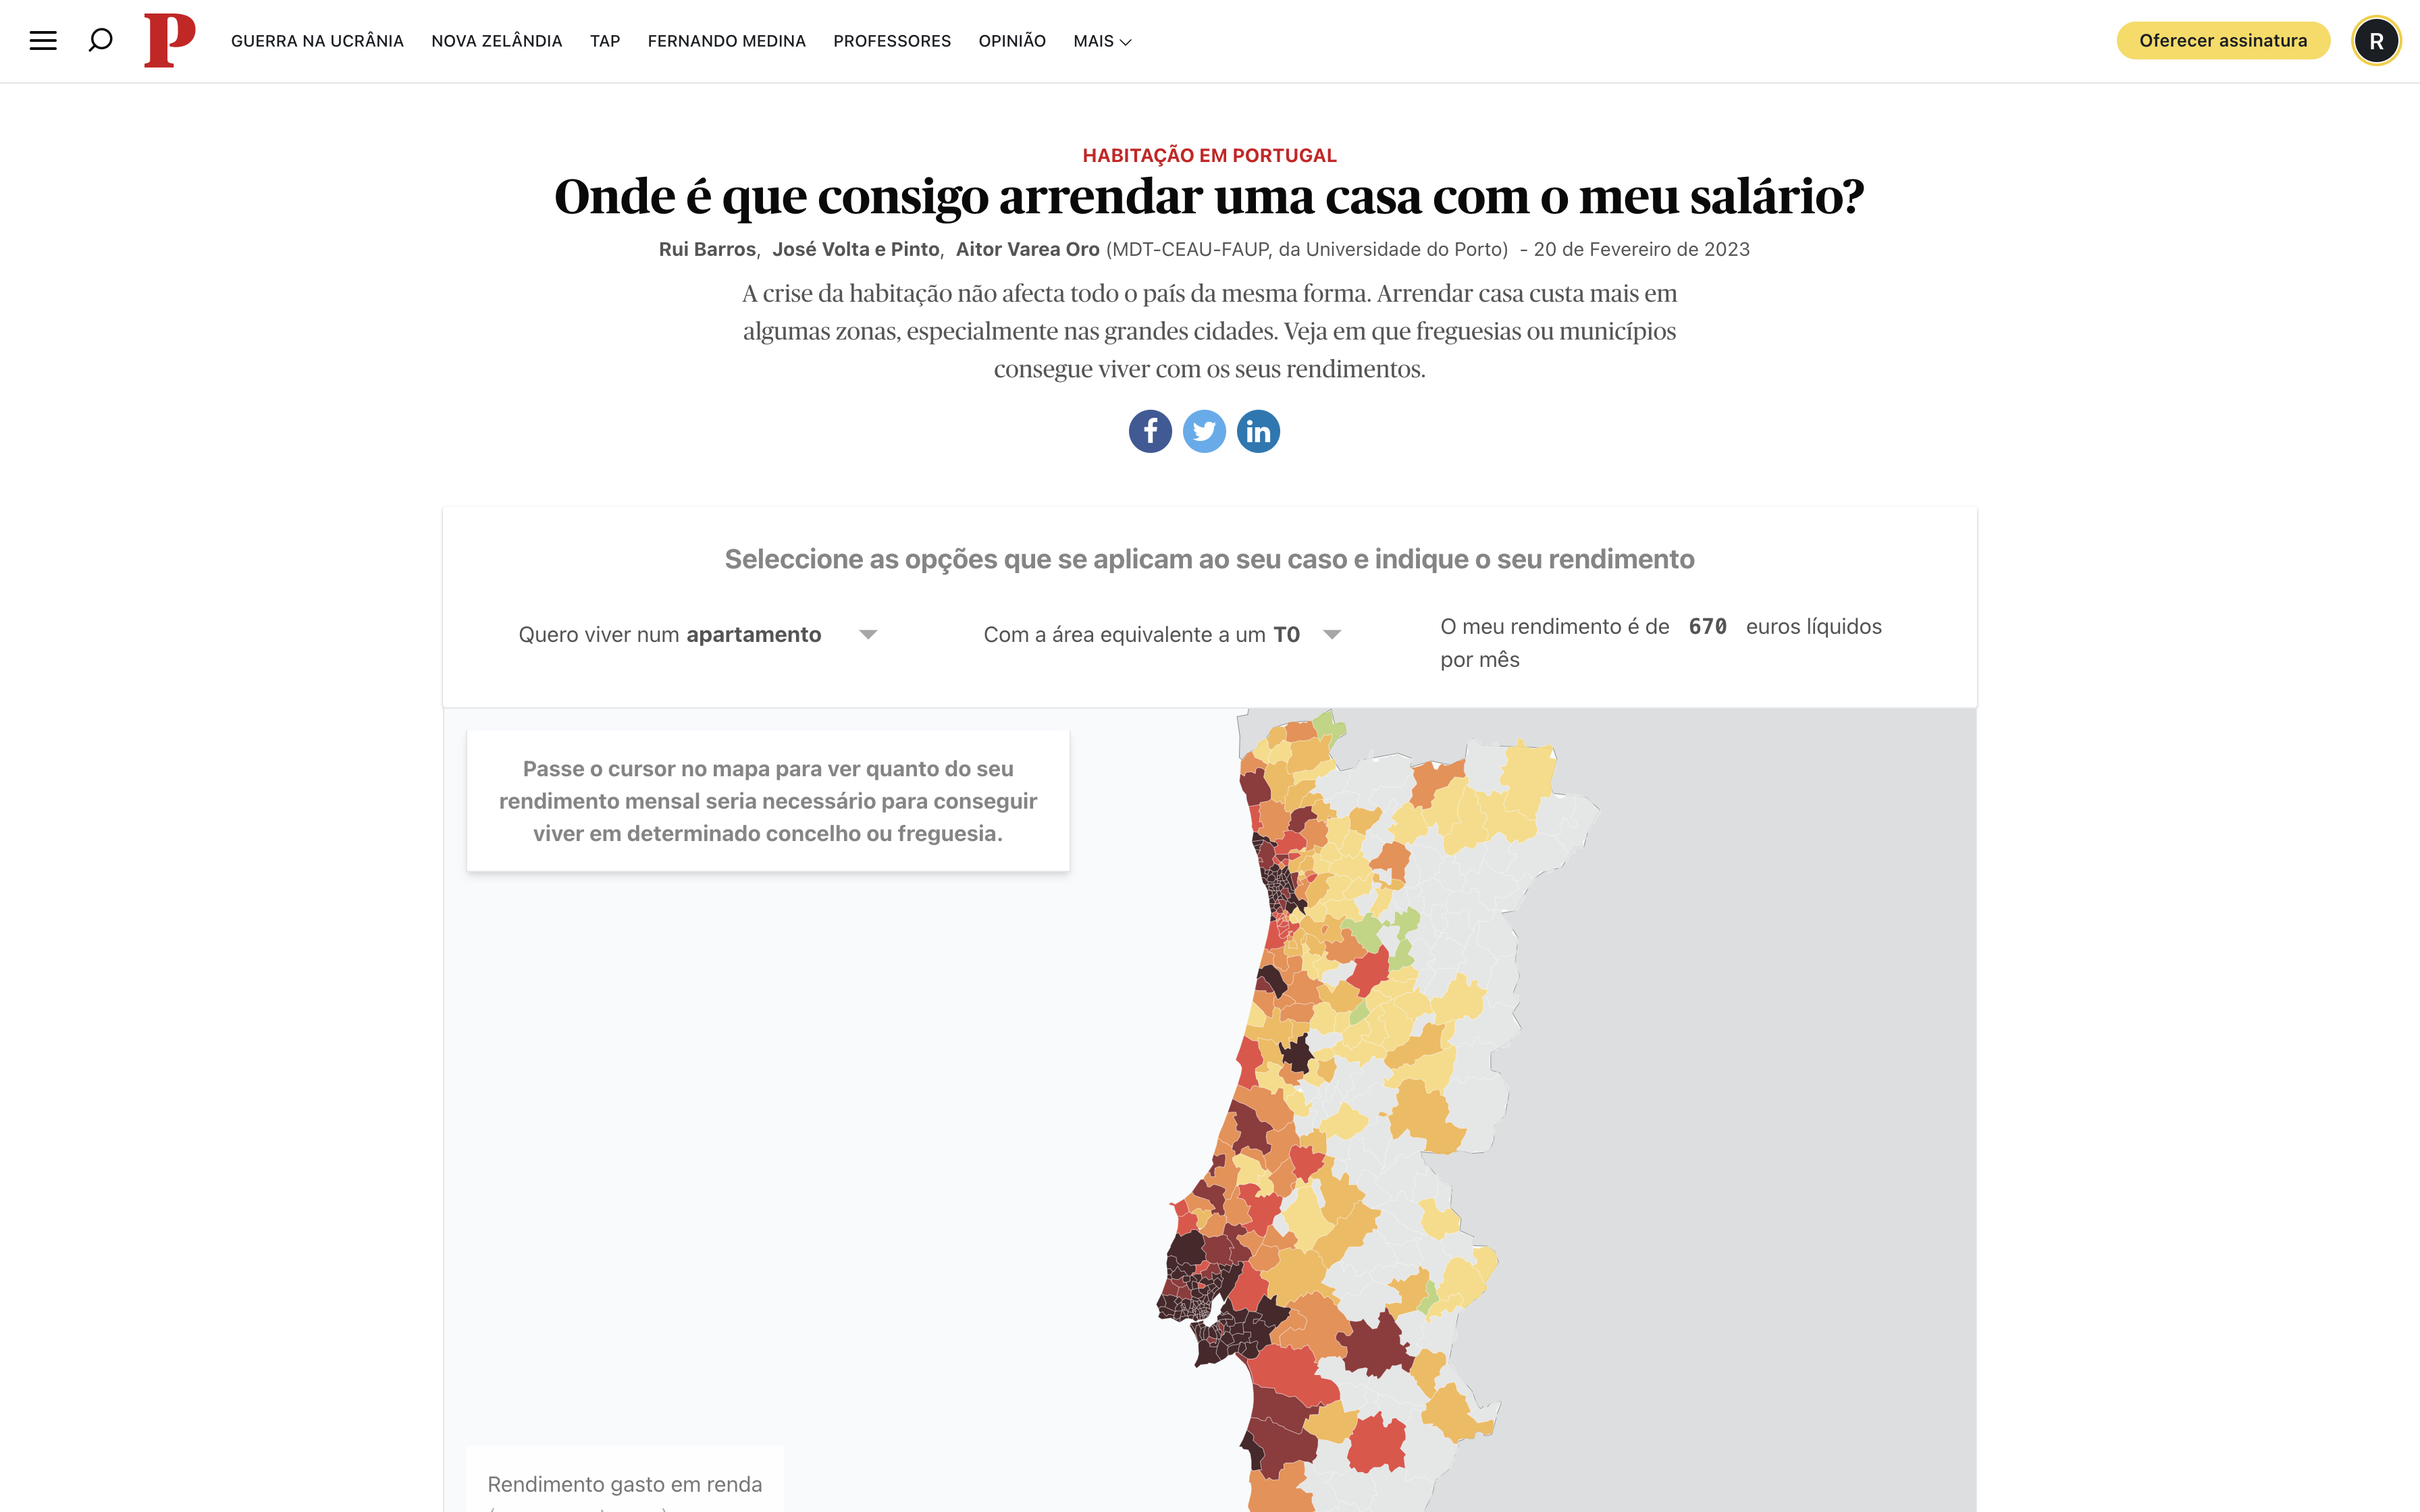 P
GUERRA NA UCRÂNIA NOVA ZELÂNDIA TAP FERNANDO MEDINA PROFESSORES OPINIÃO MAIS
Oferecer assinatura
R
HABITAÇÃO EM PORTUGAL
Onde é que consigo arrendar uma casa com o meu salário?
Rui Barros, José Volta e Pinto, Aitor Varea Oro (MDT-CEAU-FAUP, da Universidade do Porto) - 20 de Fevereiro de 2023
A crise da habitação não afecta todo o país da mesma forma. Arrendar casa custa mais em
algumas zonas, especialmente nas grandes cidades. Veja em que freguesias ou municípios
consegue viver com os seus rendimentos.
f in
Seleccione as opções que se aplicam ao seu caso e indique o seu rendimento
Quero viver num apartamento
Com a área equivalente a um T0
O meu rendimento é de 670 euros líquidos
por mês
Passe o cursor no mapa para ver quanto do seu
rendimento mensal seria necessário para conseguir
viver em determinado concelho ou freguesia.
Rendimento gasto em renda